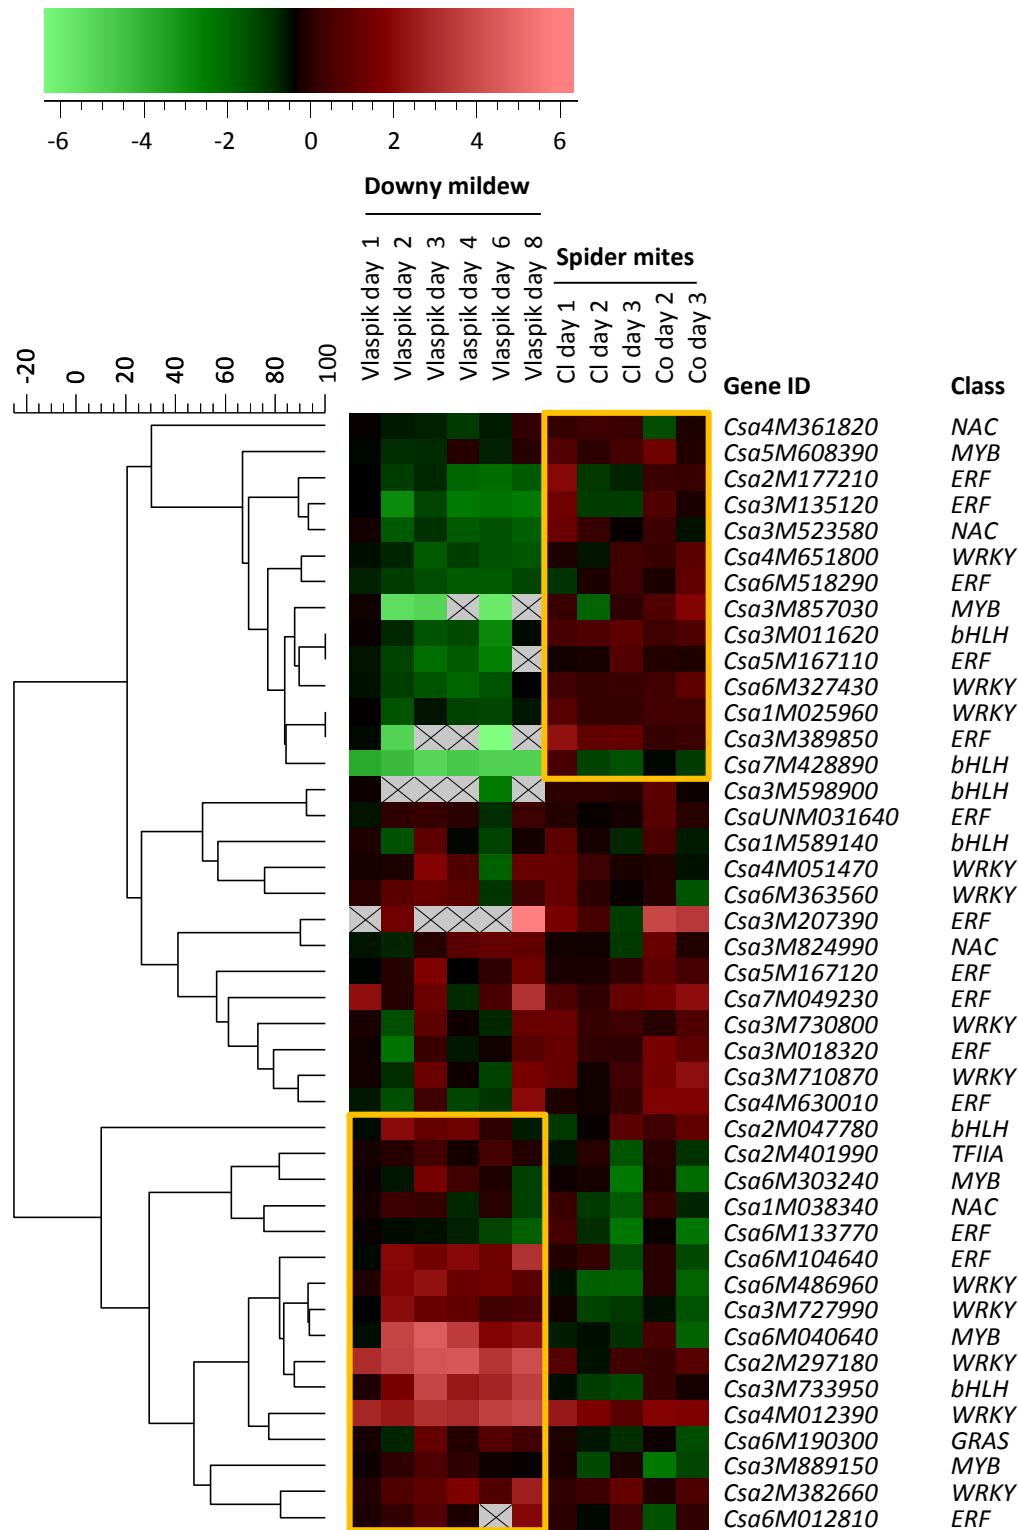 -6 -4 -2 0 2 4 6
Downy mildew
Spider mites
Vlaspik day 1
Vlaspik day 2
Vlaspik day 3
Vlaspik day 4
Vlaspik day 6
Vlaspik day 8
Cl day 1
Cl day 2
Cl day 3
Co day 2
Co day 3
-20 0 20 40 60 80 100
Gene ID Class
Csa4M361820 NAC
Csa5M608390 MYB
Csa2M177210 ERF
Csa3M135120 ERF
Csa3M523580 NAC
Csa4M651800 WRKY
Csa6M518290 ERF
Csa3M857030 MYB
Csa3M011620 bHLH
Csa5M167110 ERF
Csa6M327430 WRKY
Csa1M025960 WRKY
Csa3M389850 ERF
Csa7M428890 bHLH
Csa3M598900 bHLH
CsaUNM031640 ERF
Csa1M589140 bHLH
Csa4M051470 WRKY
Csa6M363560 WRKY
Csa3M207390 ERF
Csa3M824990 NAC
Csa5M167120 ERF
Csa7M049230 ERF
Csa3M730800 WRKY
Csa3M018320 ERF
Csa3M710870 WRKY
Csa4M630010 ERF
Csa2M047780 bHLH
Csa2M401990 TFIIA
Csa6M303240 MYB
Csa1M038340 NAC
Csa6M133770 ERF
Csa6M104640 ERF
Csa6M486960 WRKY
Csa3M727990 WRKY
Csa6M040640 MYB
Csa2M297180 WRKY
Csa3M733950 bHLH
Csa4M012390 WRKY
Csa6M190300 GRAS
Csa3M889150 MYB
Csa2M382660 WRKY
Csa6M012810 ERF